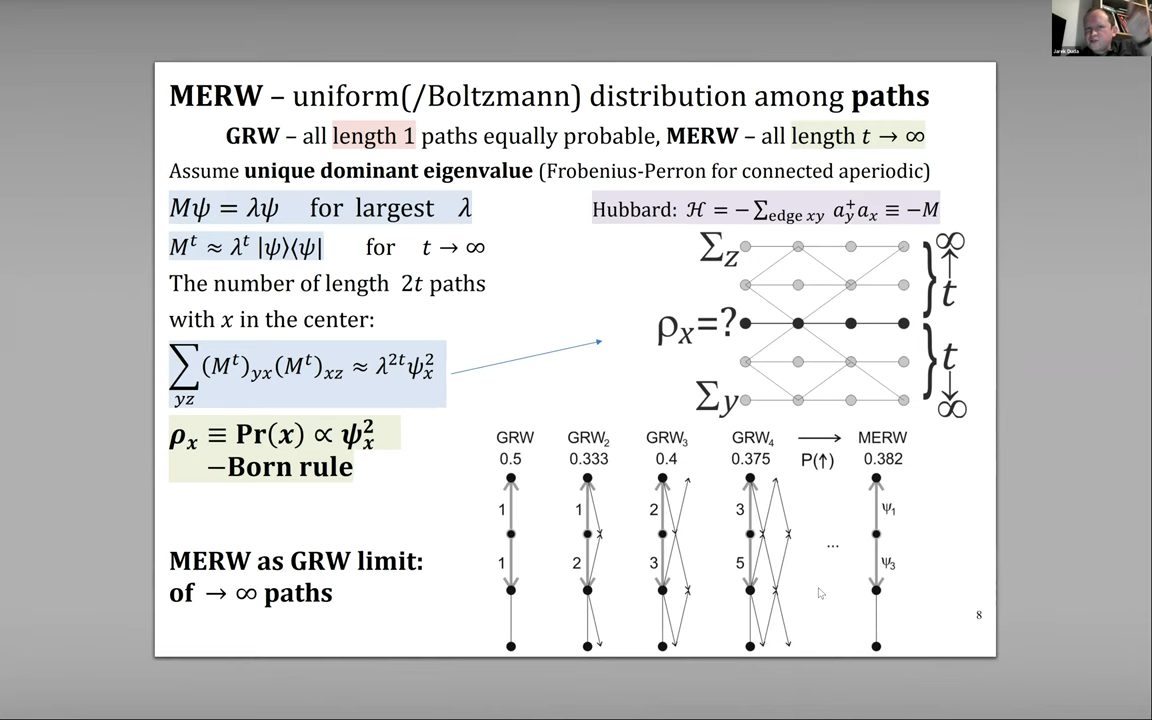 Jarek Duda
MERW – uniform(/Boltzmann) distribution among paths
GRW – all length 1 paths equally probable, MERW – all length t → ∞
Assume unique dominant eigenvalue (Frobenius-Perron for connected aperiodic)
Mψ = λψ for largest λ
Hubbard: ℋ = −∑edge xy a⁺y ax ≡ −M
Mᵗ ≈ λᵗ |ψ⟩⟨ψ| for t → ∞
The number of length 2t paths
with x in the center:
∑yz (Mᵗ)yx(Mᵗ)xz ≈ λ²ᵗψx²
ρx ≡ Pr(x) ∝ ψx²
−Born rule
∑z
ρx=?
∑y
∞
↑
t
t
↓
∞
GRW GRW₂ GRW₃ GRW₄ → MERW
0.5 0.333 0.4 0.375 P(↑) 0.382
1 1 2 3 ψ₁
...
1 2 3 5 ψ₃
MERW as GRW limit:
of → ∞ paths
8